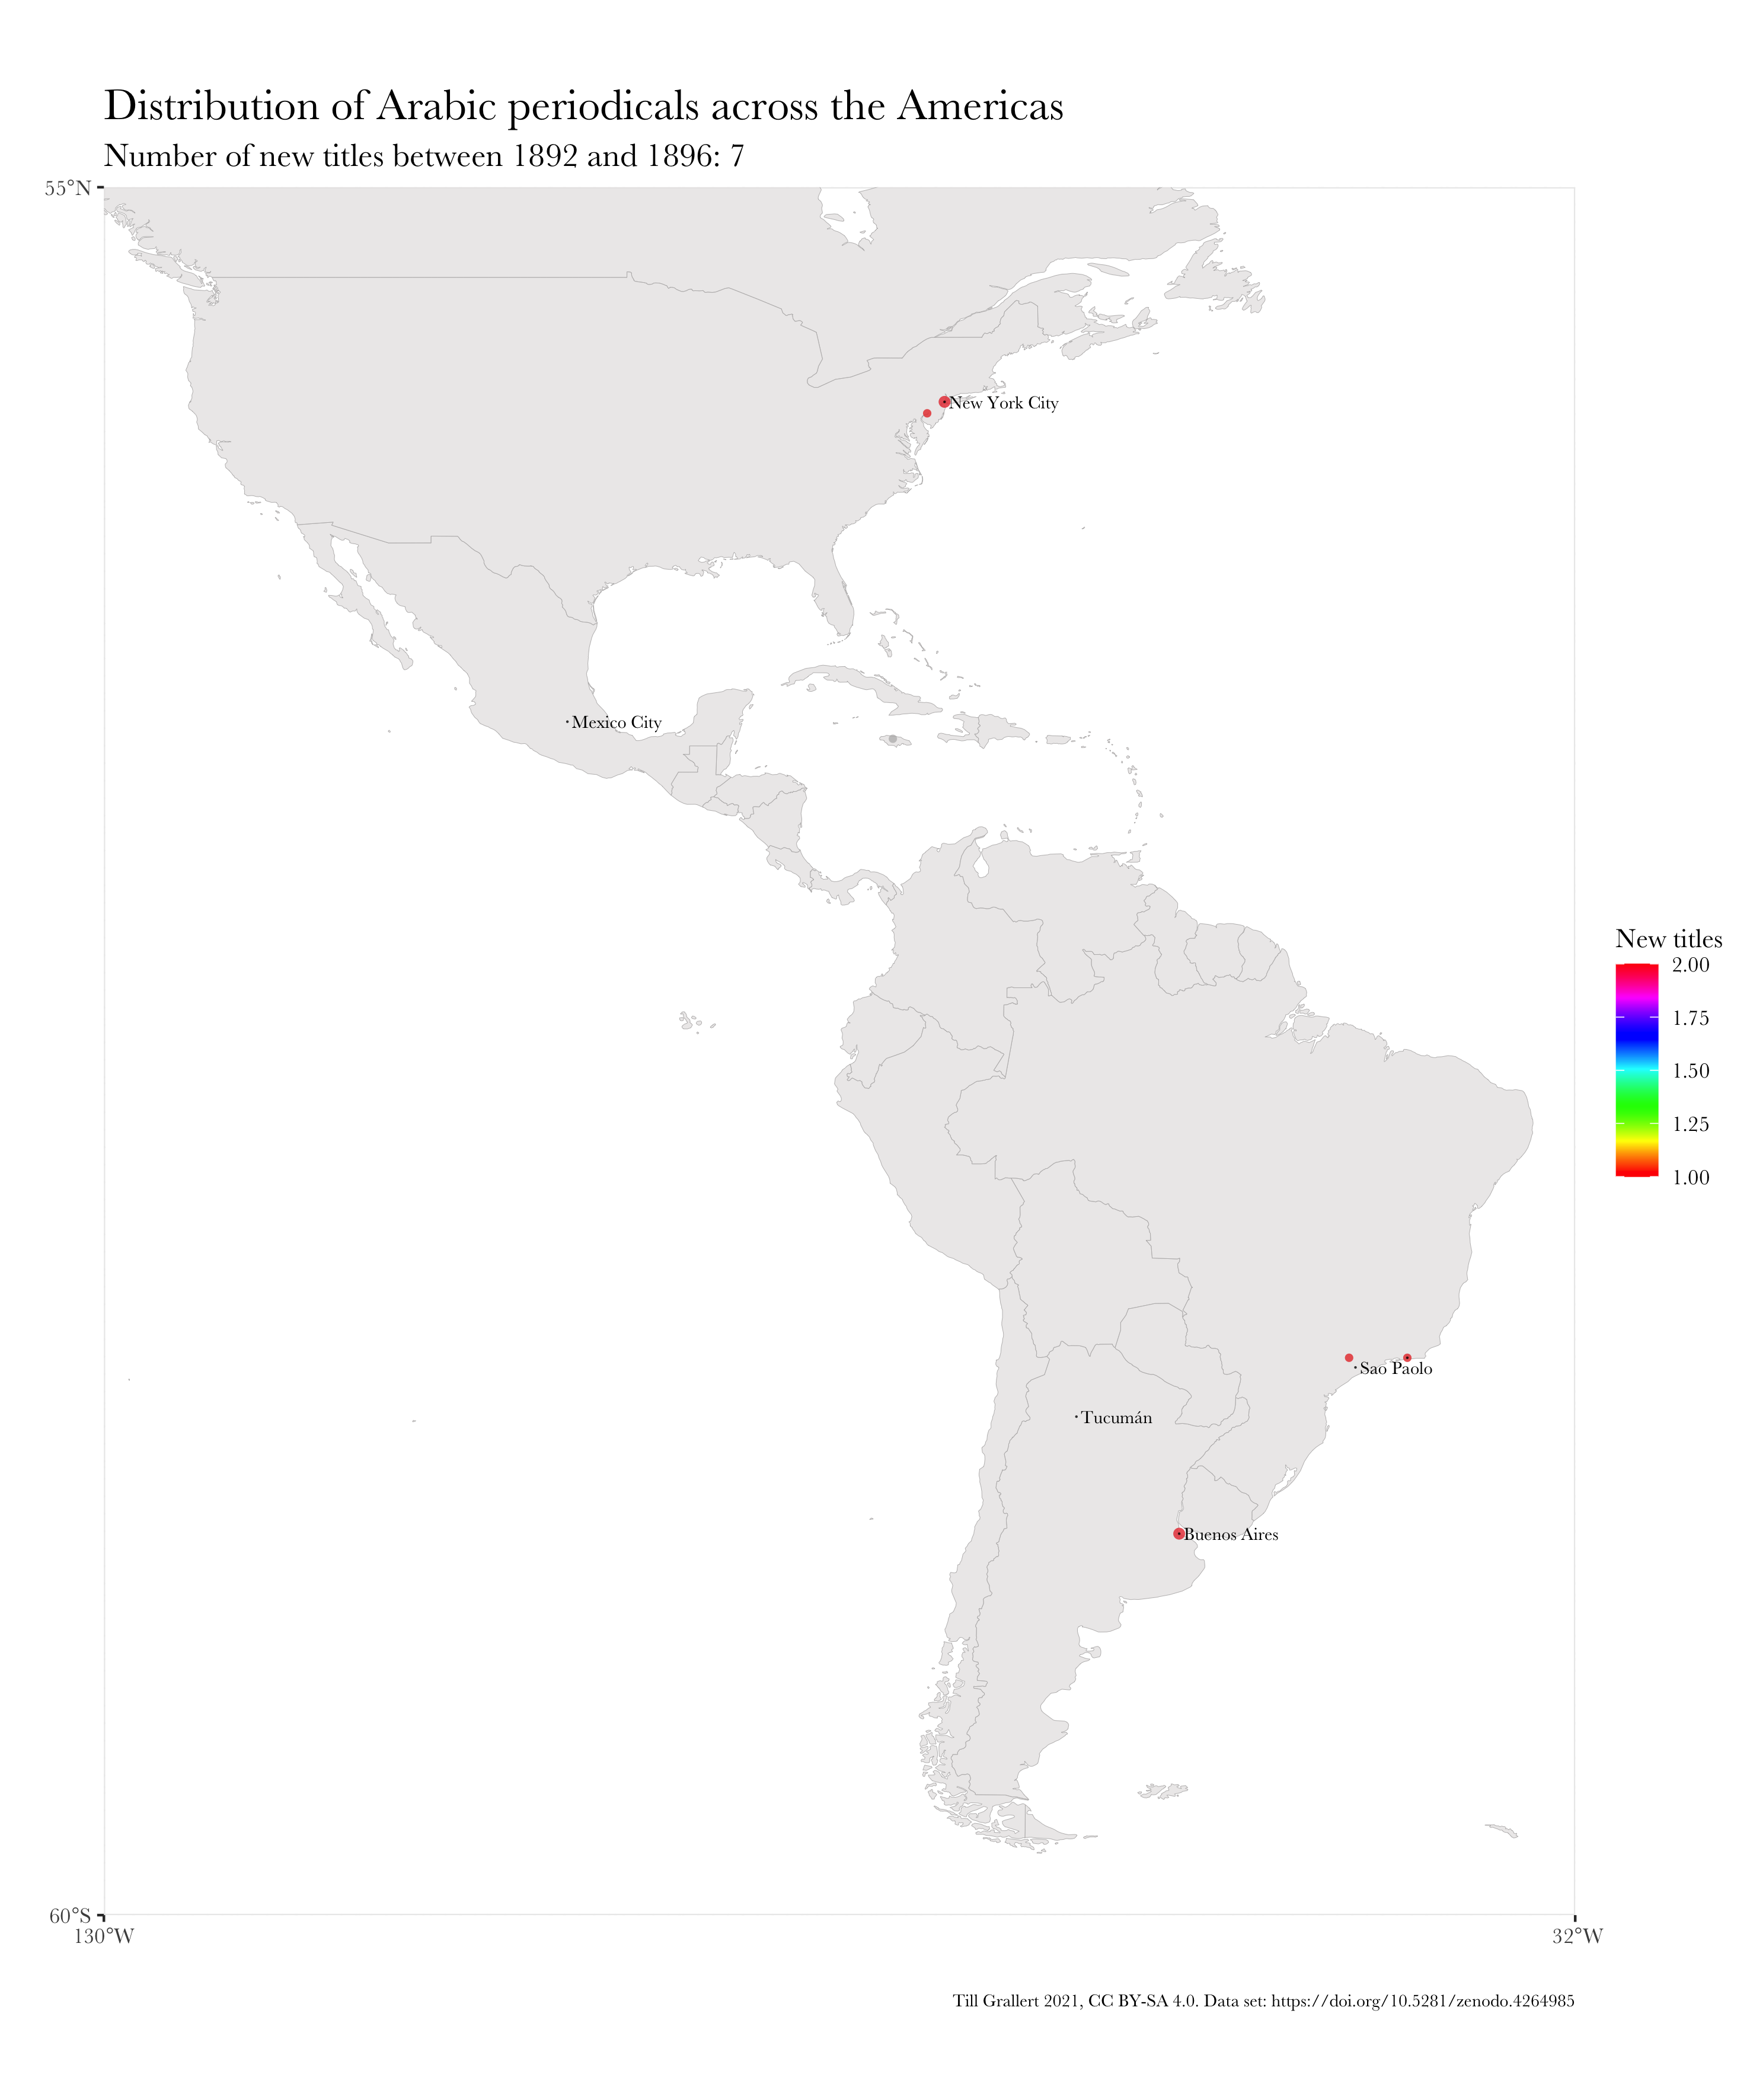 Distribution of Arabic periodicals across the Americas
Number of new titles between 1892 and 1896: 7
55°N
New York City
Mexico City
New titles
2.00
1.75
1.50
1.25
1.00
Sao Paolo
Tucumán
Buenos Aires
60°S
130°W
32°W
Till Grallert 2021, CC BY-SA 4.0. Data set: https://doi.org/10.5281/zenodo.4264985